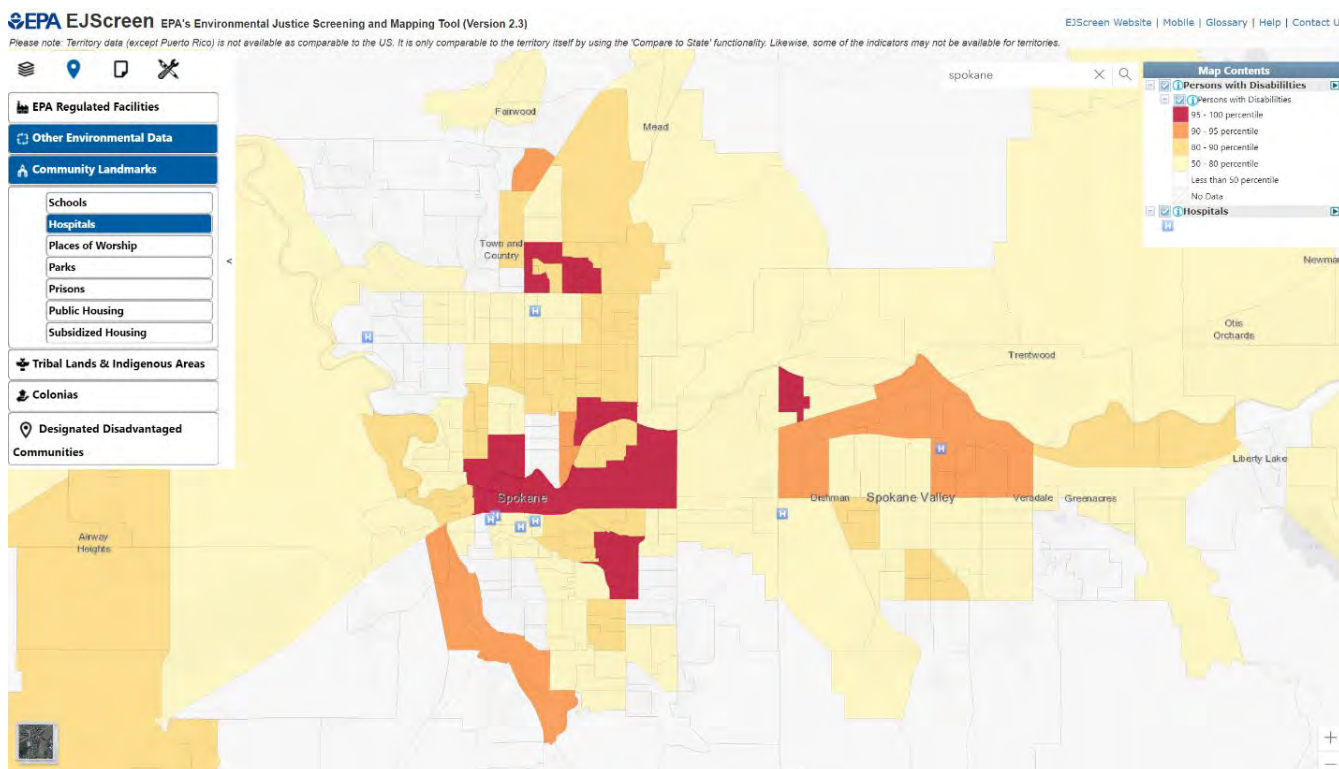 EPA EJScreen EPA's Environmental Justice Screening and Mapping Tool (Version 2.3)
EJScreen Website | Mobile | Glossary | Help | Contact U
Please note: Territory data (except Puerto Rico) is not available as comparable to the US. It is only comparable to the territory itself by using the 'Compare to State' functionality. Likewise, some of the indicators may not be available for territories.
spokane
Map Contents
Persons with Disabilities
Persons with Disabilities
95 - 100 percentile
90 - 95 percentile
80 - 90 percentile
50 - 80 percentile
Less than 50 percentile
No Data
Hospitals
H
EPA Regulated Facilities
Other Environmental Data
Community Landmarks
Schools
Hospitals
Places of Worship
Parks
Prisons
Public Housing
Subsidized Housing
Tribal Lands & Indigenous Areas
Colonias
Designated Disadvantaged
Communities
<
Fairwood
Mead
Town and
Country
Newman
H
H
Otis
Orchards
Trentwood
H
Liberty Lake
Spokane
Dishman
Spokane Valley
Veradale
Greenacres
H
H
H
H
H
Airway
Heights
+